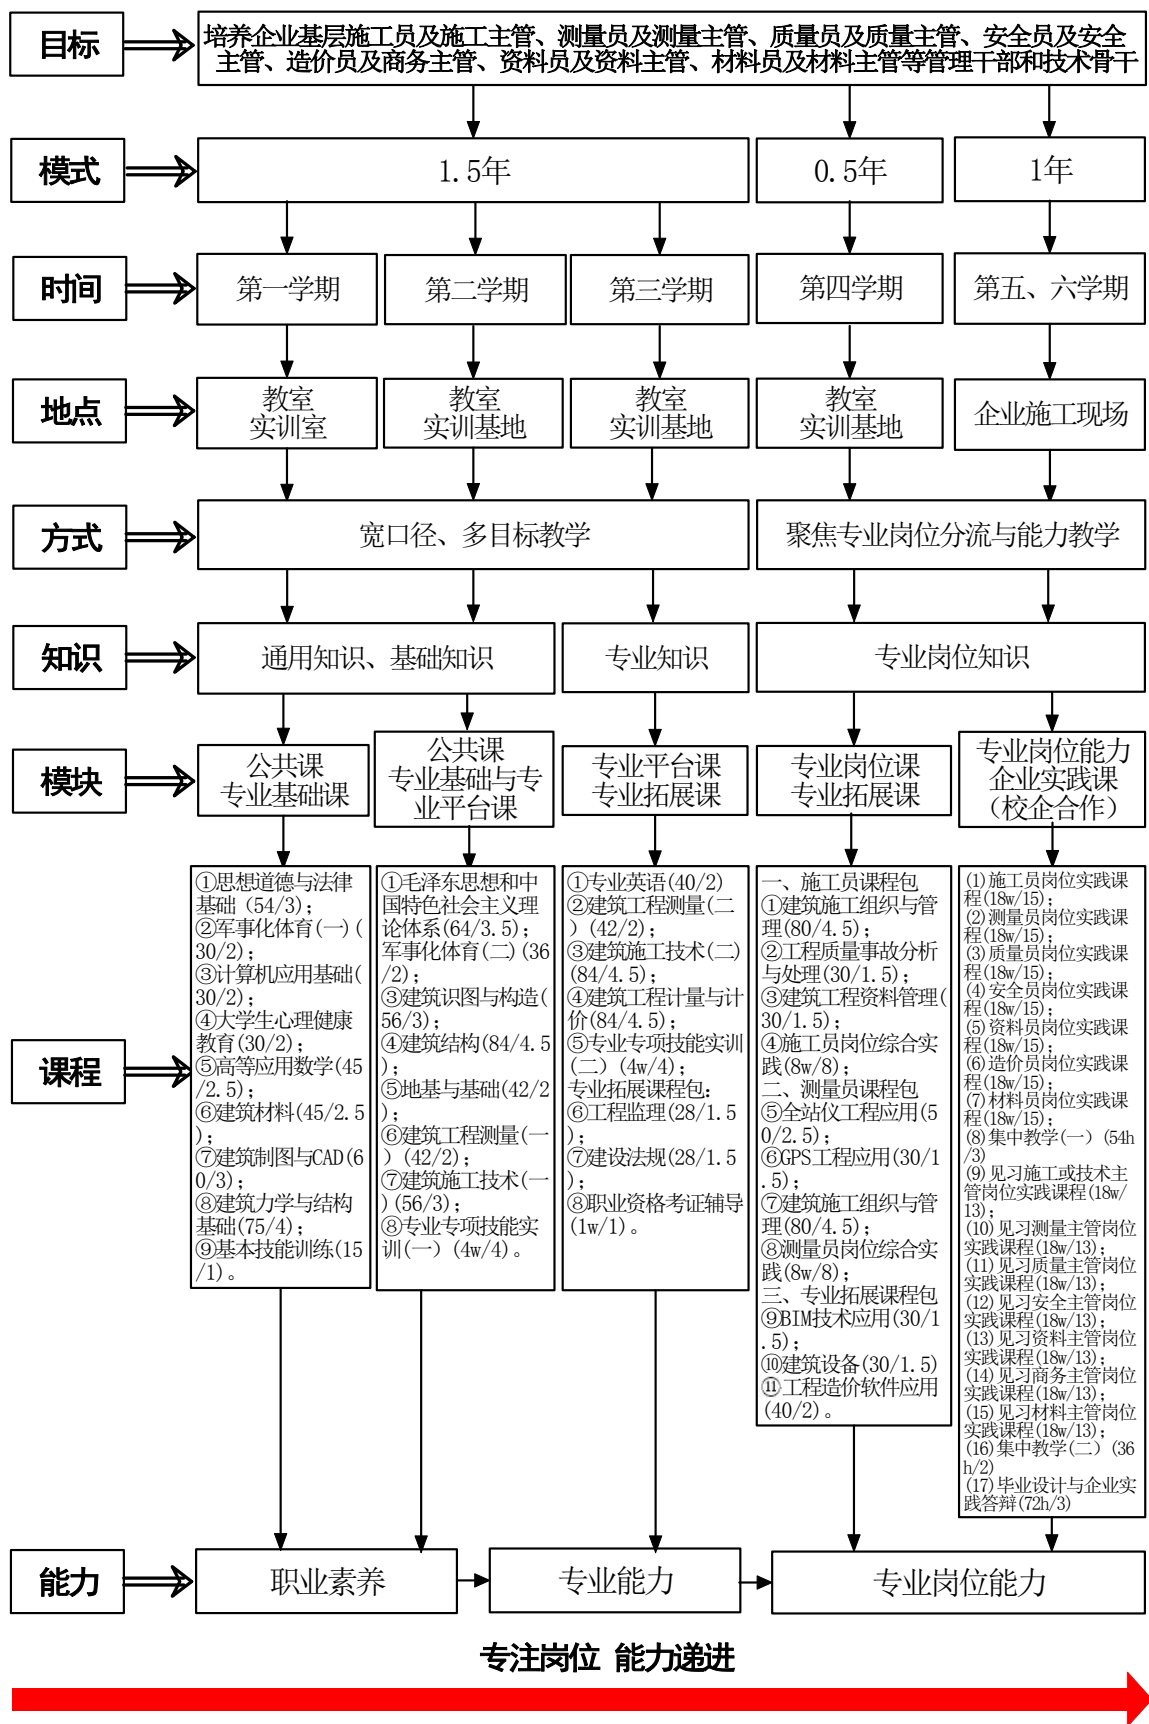 目标
培养企业基层施工员及施工主管、测量员及测量主管、质量员及质量主管、安全员及安全
主管、造价员及商务主管、资料员及资料主管、材料员及材料主管等管理干部和技术骨干
模式
1.5年
0.5年
1年
时间
第一学期
第二学期
第三学期
第四学期
第五、六学期
地点
教室
实训室
教室
实训基地
教室
实训基地
教室
实训基地
企业施工现场
方式
宽口径、多目标教学
聚焦专业岗位分流与能力教学
知识
通用知识、基础知识
专业知识
专业岗位知识
模块
公共课
专业基础课
公共课
专业基础与专
业平台课
专业平台课
专业拓展课
专业岗位课
专业拓展课
专业岗位能力
企业实践课
（校企合作）
课程
①思想道德与法律
基础（54/3);
②军事化体育(一)(
30/2);
③计算机应用基础(
30/2);
④大学生心理健康
教育(30/2);
⑤高等应用数学(45
/2.5);
⑥建筑材料(45/2.5
);
⑦建筑制图与CAD(6
0/3);
⑧建筑力学与结构
基础(75/4);
⑨基本技能训练(15
/1)。
①毛泽东思想和中
国特色社会主义理
论体系(64/3.5);
军事化体育(二)(36
/2);
③建筑识图与构造(
56/3);
④建筑结构(84/4.5
);
⑤地基与基础(42/2
);
⑥建筑工程测量(一
)(42/2);
⑦建筑施工技术(一
)(56/3);
⑧专业专项技能实
训(一）(4w/4)。
①专业英语(40/2)
②建筑工程测量(二
)(42/2);
③建筑施工技术(二)
(84/4.5);
④建筑工程计量与计
价(84/4.5);
⑤专业专项技能实训
(二）(4w/4);
专业拓展课程包:
⑥工程监理(28/1.5
);
⑦建设法规(28/1.5
);
⑧职业资格考证辅导
(1w/1)。
一、施工员课程包
①建筑施工组织与管
理(80/4.5);
②工程质量事故分析
与处理(30/1.5);
③建筑工程资料管理(
30/1.5);
④施工员岗位综合实
践(8w/8);
二、测量员课程包
⑤全站仪工程应用(5
0/2.5);
⑥GPS工程应用(30/1
.5);
⑦建筑施工组织与管
理(80/4.5);
⑧测量员岗位综合实
践(8w/8);
三、专业拓展课程包
⑨BIM技术应用(30/1
.5);
⑩建筑设备(30/1.5)
⑪工程造价软件应用
(40/2)。
(1)施工员岗位实践课
程(18w/15);
(2)测量员岗位实践课
程(18w/15);
(3)质量员岗位实践课
程(18w/15);
(4)安全员岗位实践课
程(18w/15);
(5)资料员岗位实践课
程(18w/15);
(6)造价员岗位实践课
程(18w/15);
(7)材料员岗位实践课
程(18w/15);
(8)集中教学(一）(54h
/3)
(9)见习施工或技术主
管岗位实践课程(18w/
13);
(10)见习测量主管岗位
实践课程(18w/13);
(11)见习质量主管岗位
实践课程(18w/13);
(12)见习安全主管岗位
实践课程(18w/13);
(13)见习资料主管岗位
实践课程(18w/13);
(14)见习商务主管岗位
实践课程(18w/13);
(15)见习材料主管岗位
实践课程(18w/13);
(16)集中教学(二）(36
h/2)
(17)毕业设计与企业实
践答辩(72h/3)
能力
职业素养
专业能力
专业岗位能力
专注岗位 能力递进